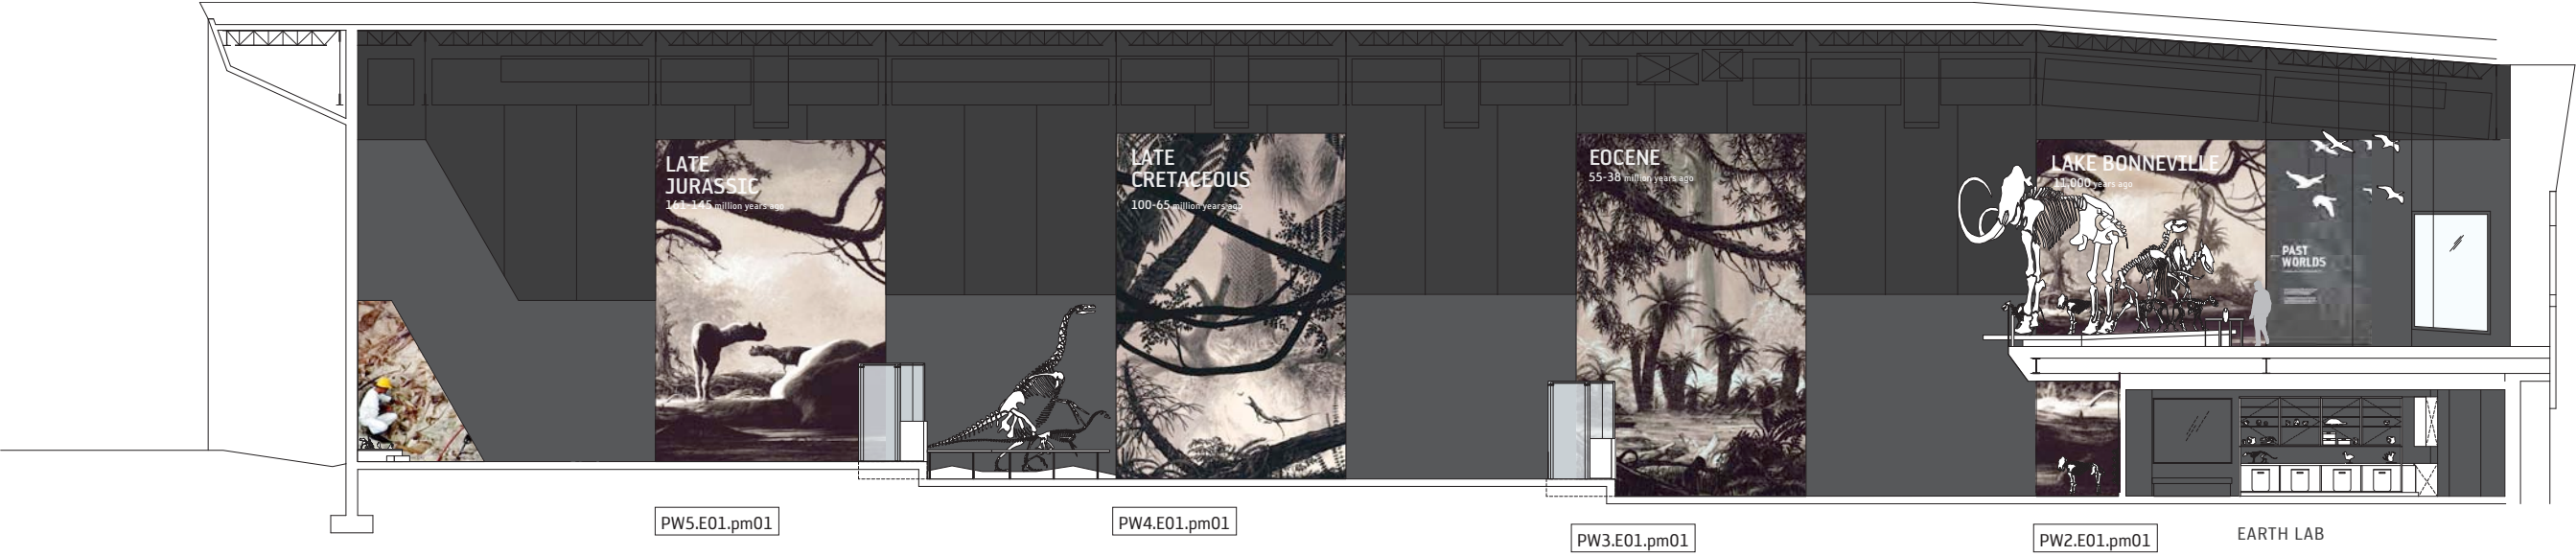 LATE
JURASSIC
161-145 million years ago
LATE
CRETACEOUS
100-65 million years ago
EOCENE
55-38 million years ago
LAKE BONNEVILLE
11,000 years ago
PAST
WORLDS
PW5.E01.pm01
PW4.E01.pm01
PW3.E01.pm01
PW2.E01.pm01
EARTH LAB